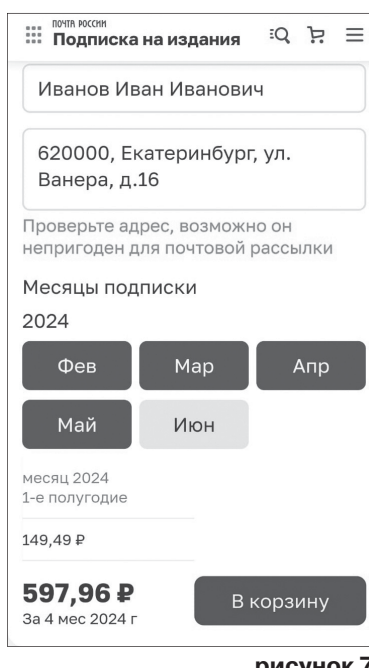 ПОЧТА РОССИИ
Подписка на издания
Иванов Иван Иванович
620000, Екатеринбург, ул.
Ванера, д.16
Проверьте адрес, возможно он
непригоден для почтовой рассылки
Месяцы подписки
2024
Фев Мар Апр
Май Июн
месяц 2024
1-е полугодие
149,49 ₽
597,96 ₽
За 4 мес 2024 г
В корзину
рисунок 7